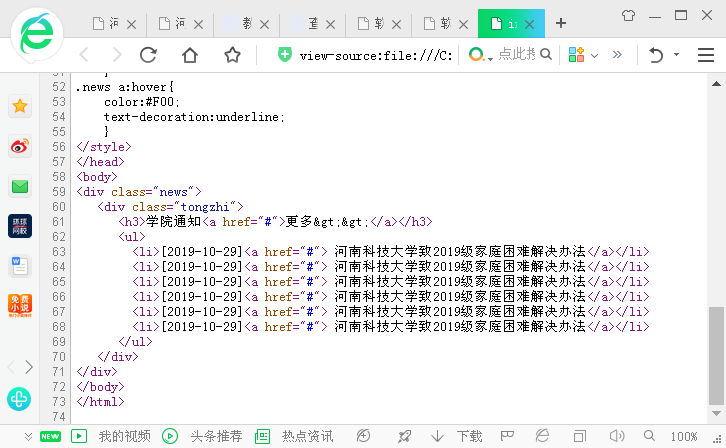 河
河
教
查
软
软
i
view-source:file:///C:
点此搜
51 }
52 .news a:hover{
53 color:#F00;
54 text-decoration:underline;
55 }
56 </style>
57 </head>
58 <body>
59 <div class="news">
60 <div class="tongzhi">
61 <h3>学院通知<a href="#">更多&gt;&gt;</a></h3>
62 <ul>
63 <li>[2019-10-29]<a href="#"> 河南科技大学致2019级家庭困难解决办法</a></li>
64 <li>[2019-10-29]<a href="#"> 河南科技大学致2019级家庭困难解决办法</a></li>
65 <li>[2019-10-29]<a href="#"> 河南科技大学致2019级家庭困难解决办法</a></li>
66 <li>[2019-10-29]<a href="#"> 河南科技大学致2019级家庭困难解决办法</a></li>
67 <li>[2019-10-29]<a href="#"> 河南科技大学致2019级家庭困难解决办法</a></li>
68 <li>[2019-10-29]<a href="#"> 河南科技大学致2019级家庭困难解决办法</a></li>
69 </ul>
70 </div>
71 </div>
72 </body>
73 </html>
74
环球
网校
W
免费
小说
NEW 我的视频 头条推荐 热点资讯 下载 100%